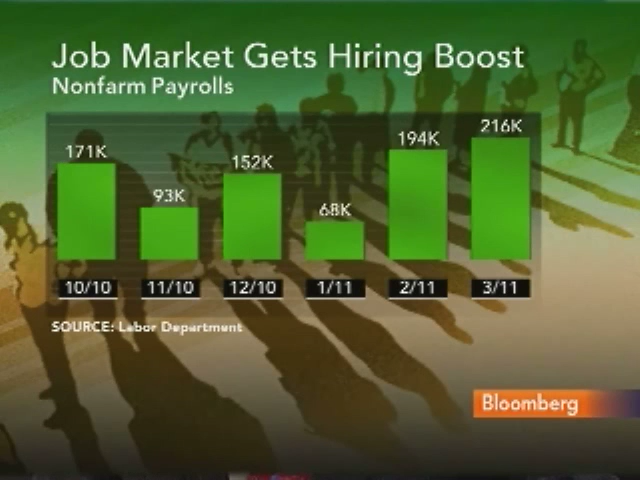 Job Market Gets Hiring Boost
Nonfarm Payrolls
171K
93K
152K
68K
194K
216K
10/10
11/10
12/10
1/11
2/11
3/11
SOURCE: Labor Department
Bloomberg